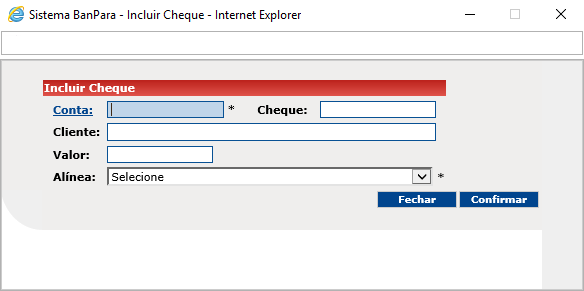 Sistema BanPara - Incluir Cheque - Internet Explorer
Incluir Cheque
Conta: * Cheque:
Cliente:
Valor:
Alínea: Selecione *
Fechar Confirmar